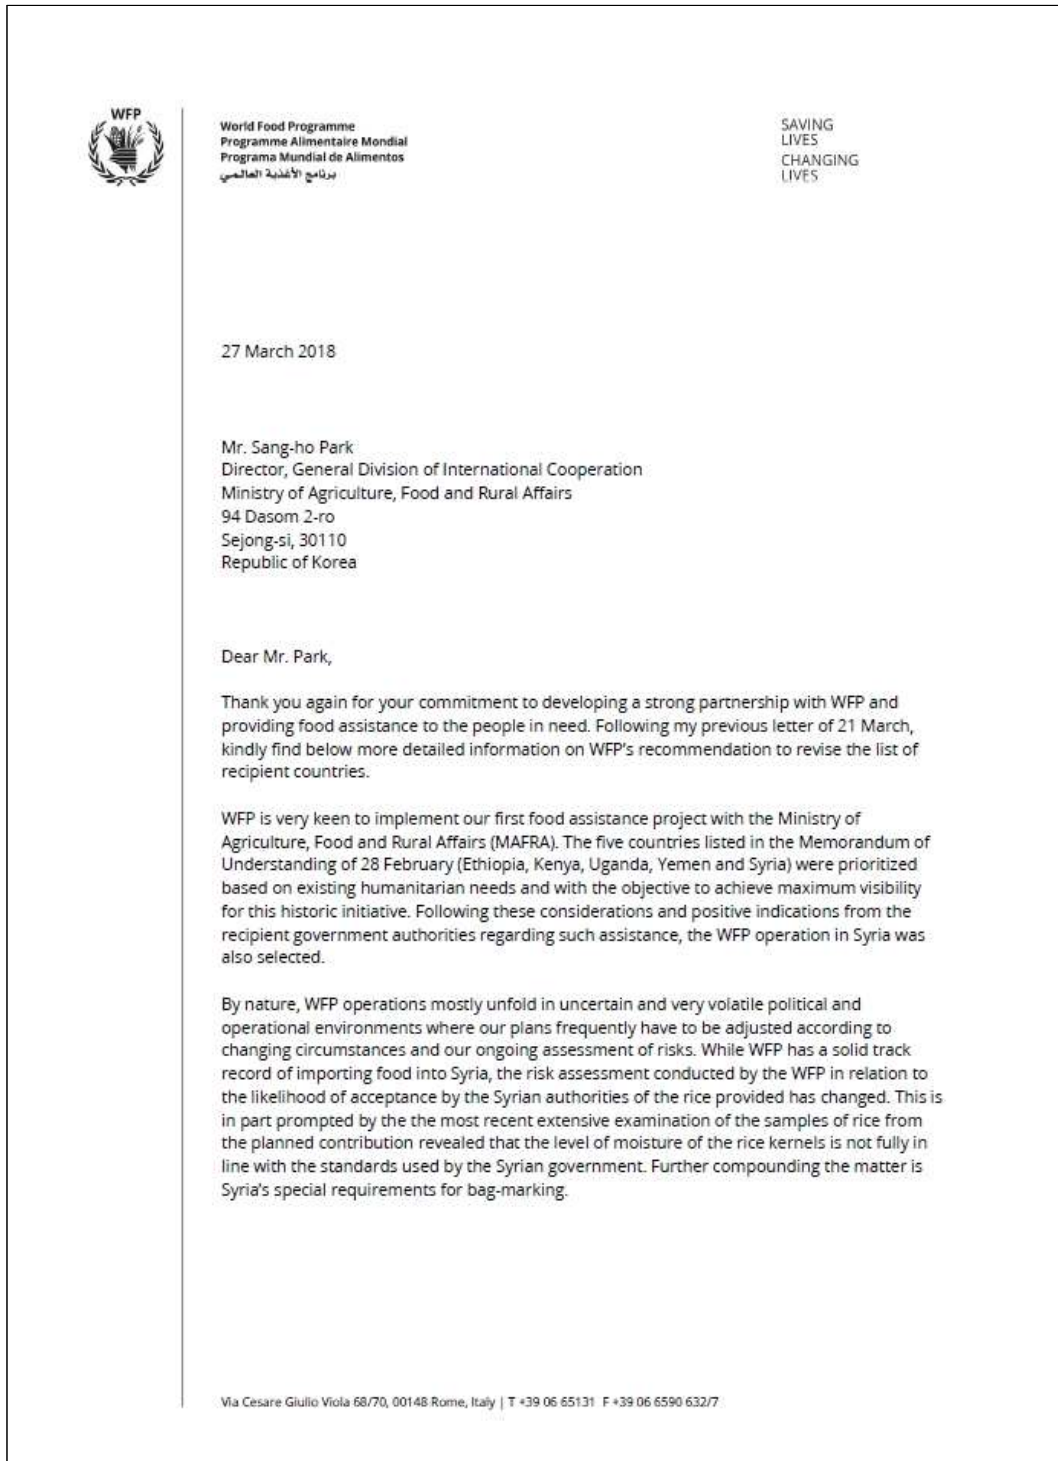 WFP
World Food Programme
Programme Alimentaire Mondial
Programa Mundial de Alimentos
برنامج الأغذية العالمي
SAVING
LIVES
CHANGING
LIVES
27 March 2018
Mr. Sang-ho Park
Director, General Division of International Cooperation
Ministry of Agriculture, Food and Rural Affairs
94 Dasom 2-ro
Sejong-si, 30110
Republic of Korea
Dear Mr. Park,
Thank you again for your commitment to developing a strong partnership with WFP and
providing food assistance to the people in need. Following my previous letter of 21 March,
kindly find below more detailed information on WFP's recommendation to revise the list of
recipient countries.
WFP is very keen to implement our first food assistance project with the Ministry of
Agriculture, Food and Rural Affairs (MAFRA). The five countries listed in the Memorandum of
Understanding of 28 February (Ethiopia, Kenya, Uganda, Yemen and Syria) were prioritized
based on existing humanitarian needs and with the objective to achieve maximum visibility
for this historic initiative. Following these considerations and positive indications from the
recipient government authorities regarding such assistance, the WFP operation in Syria was
also selected.
By nature, WFP operations mostly unfold in uncertain and very volatile political and
operational environments where our plans frequently have to be adjusted according to
changing circumstances and our ongoing assessment of risks. While WFP has a solid track
record of importing food into Syria, the risk assessment conducted by the WFP in relation to
the likelihood of acceptance by the Syrian authorities of the rice provided has changed. This is
in part prompted by the the most recent extensive examination of the samples of rice from
the planned contribution revealed that the level of moisture of the rice kernels is not fully in
line with the standards used by the Syrian government. Further compounding the matter is
Syria's special requirements for bag-marking.
Via Cesare Giulio Viola 68/70, 00148 Rome, Italy | T +39 06 65131 F +39 06 6590 632/7